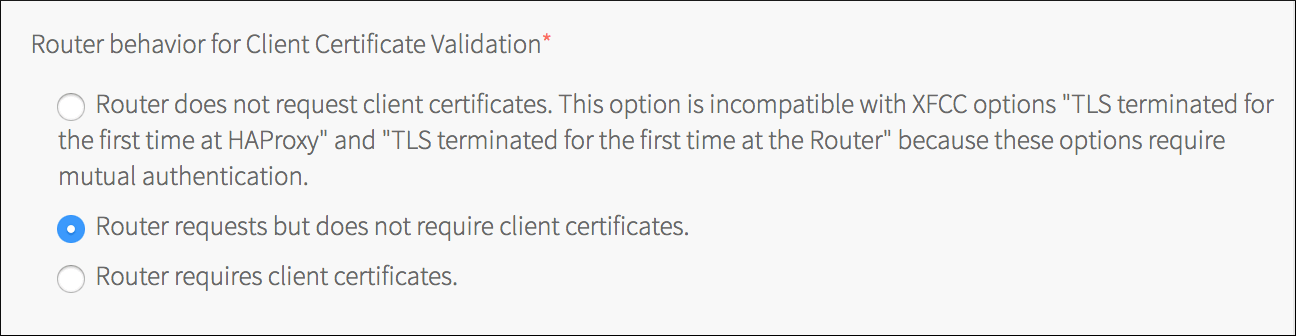 Router behavior for Client Certificate Validation*
Router does not request client certificates. This option is incompatible with XFCC options "TLS terminated for
the first time at HAProxy" and "TLS terminated for the first time at the Router" because these options require
mutual authentication.
Router requests but does not require client certificates.
Router requires client certificates.